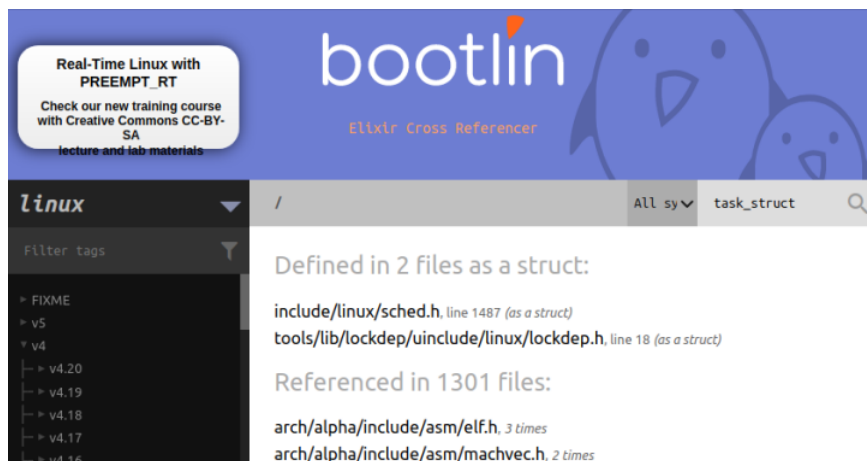 Real-Time Linux with
PREEMPT_RT
Check our new training course
with Creative Commons CC-BY-
SA
lecture and lab materials
bootlin
Elixir Cross Referencer
linux
/
All sy
task_struct
Filter tags
FIXME
v5
v4
v4.20
v4.19
v4.18
v4.17
v4.16
Defined in 2 files as a struct:
include/linux/sched.h, line 1487 (as a struct)
tools/lib/lockdep/uinclude/linux/lockdep.h, line 18 (as a struct)
Referenced in 1301 files:
arch/alpha/include/asm/elf.h, 3 times
arch/alpha/include/asm/machvec.h, 2 times